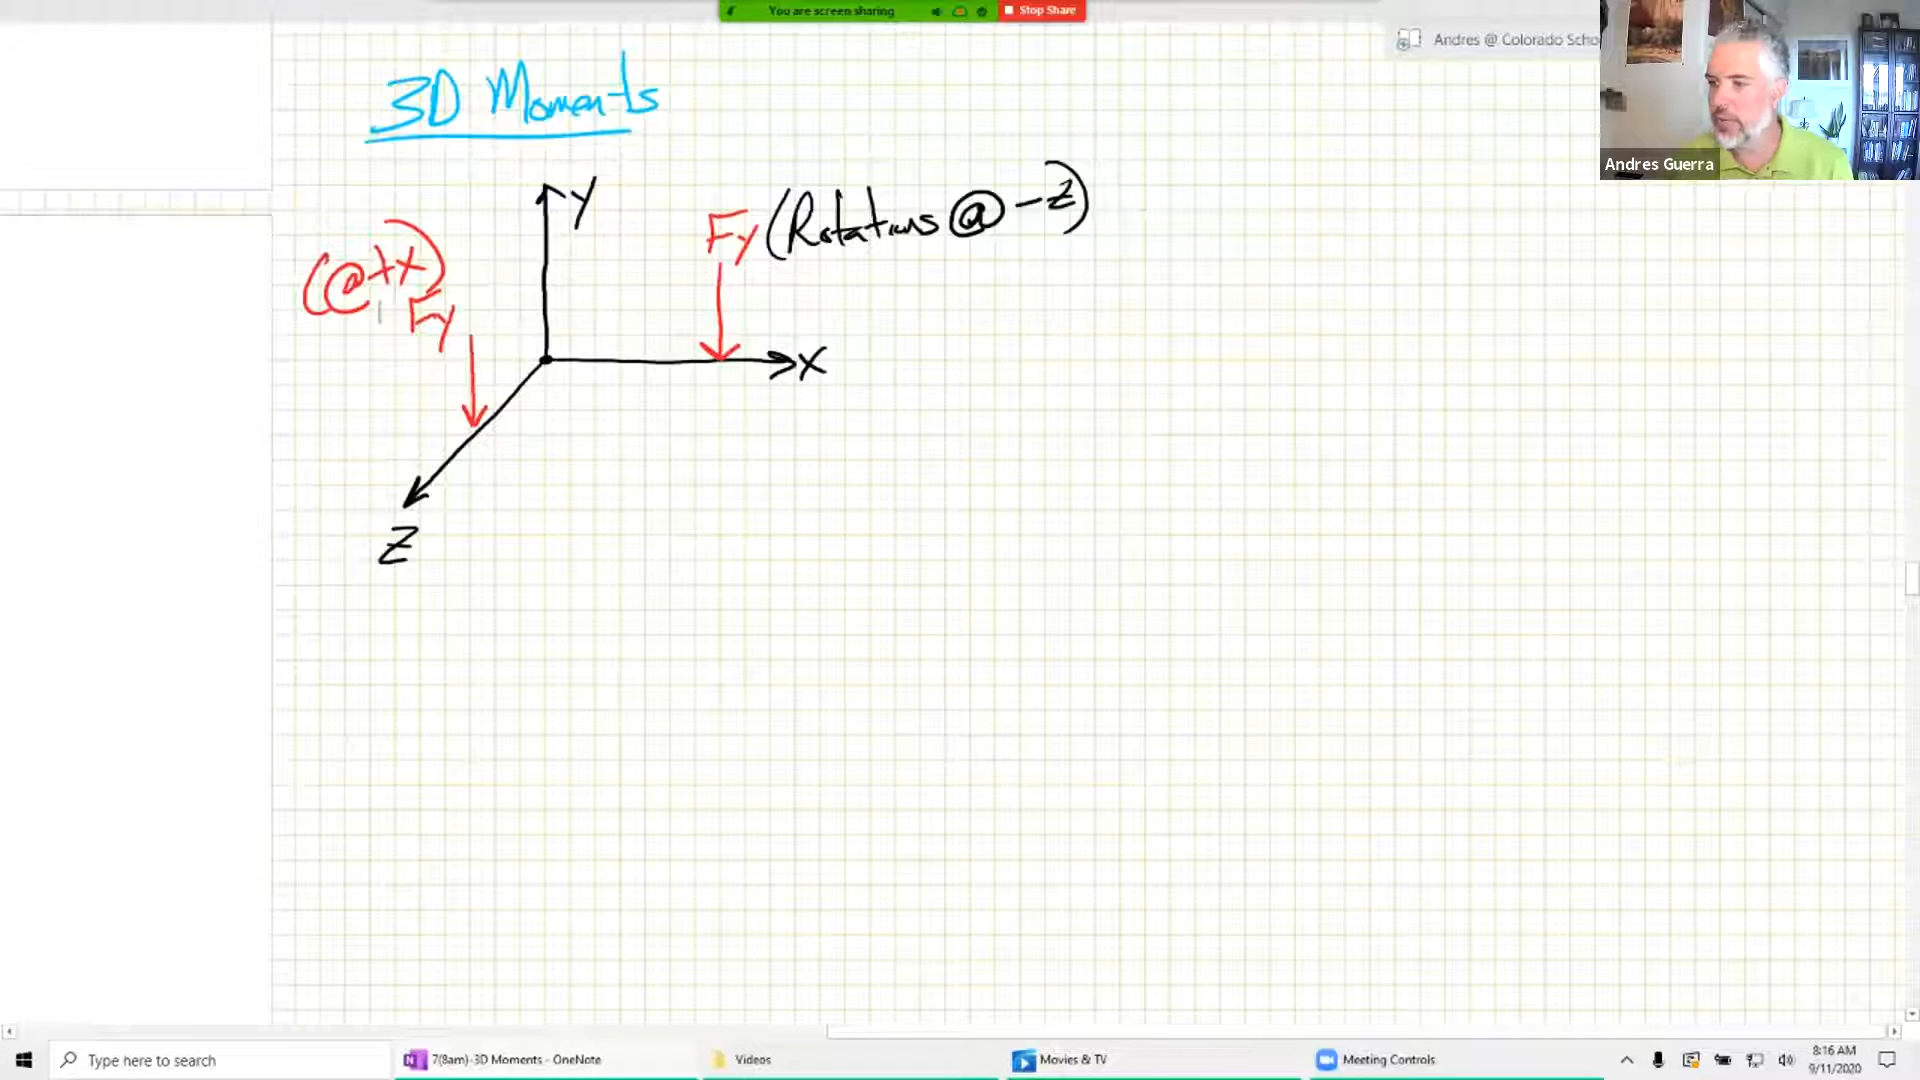 You are screen sharing
Stop Share
Andres @ Colorado Scho
Andres Guerra
3D Moments
Y
Fy (Rotations @ -z)
(@ +x)
Fy
X
Z
Type here to search
7(8am)-3D Moments - OneNote
Videos
Movies & TV
Meeting Controls
8:16 AM
9/11/2020